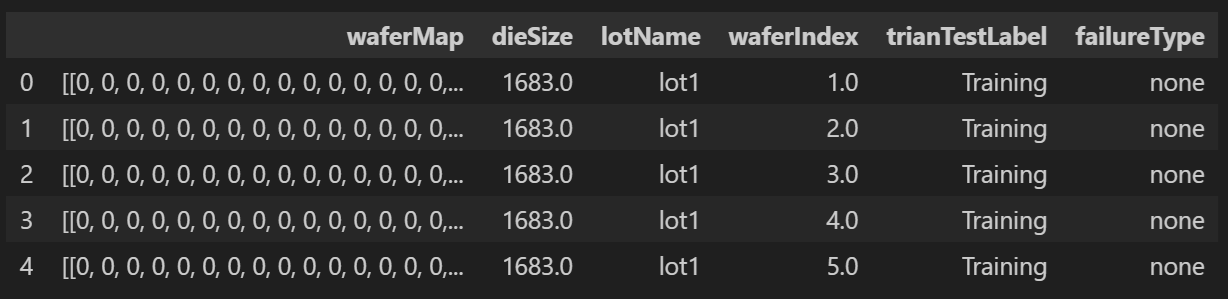 waferMap dieSize lotName waferIndex trianTestLabel failureType
0 [[0, 0, 0, 0, 0, 0, 0, 0, 0, 0, 0, 0, 0, 0, 0,... 1683.0 lot1 1.0 Training none
1 [[0, 0, 0, 0, 0, 0, 0, 0, 0, 0, 0, 0, 0, 0, 0,... 1683.0 lot1 2.0 Training none
2 [[0, 0, 0, 0, 0, 0, 0, 0, 0, 0, 0, 0, 0, 0, 0,... 1683.0 lot1 3.0 Training none
3 [[0, 0, 0, 0, 0, 0, 0, 0, 0, 0, 0, 0, 0, 0, 0,... 1683.0 lot1 4.0 Training none
4 [[0, 0, 0, 0, 0, 0, 0, 0, 0, 0, 0, 0, 0, 0, 0,... 1683.0 lot1 5.0 Training none